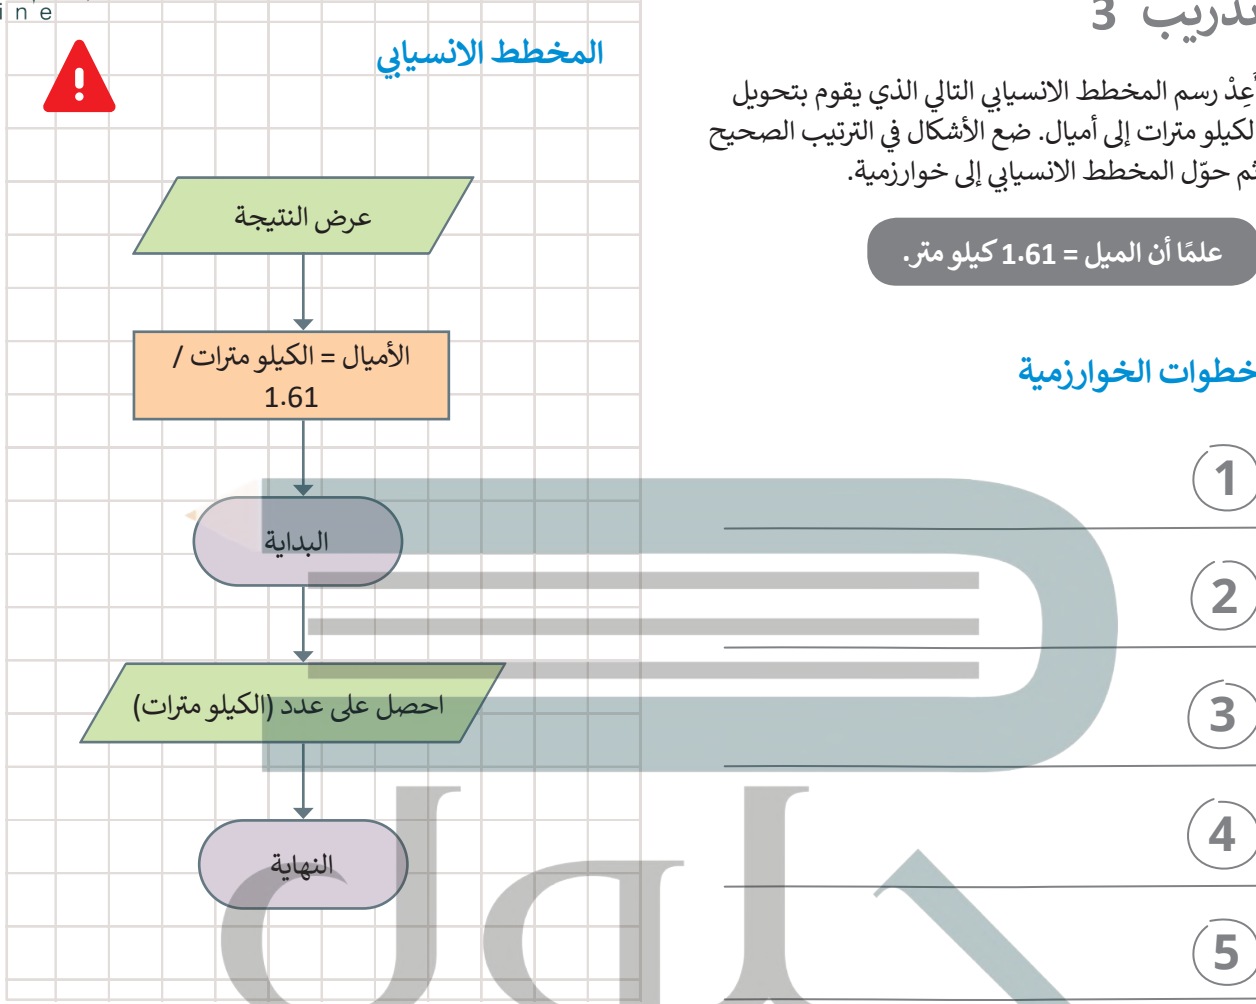 i n e
تدريب 3
أَعِدْ رسم المخطط الانسيابي التالي الذي يقوم بتحويل
الكيلو مترات إلى أميال. ضع الأشكال في الترتيب الصحيح
ثم حوّل المخطط الانسيابي إلى خوارزمية.
علمًا أن الميل = 1.61 كيلو متر.
خطوات الخوارزمية
1
2
3
4
5
المخطط الانسيابي
!
عرض النتيجة
الأميال = الكيلو مترات /
1.61
البداية
احصل على عدد (الكيلو مترات)
النهاية